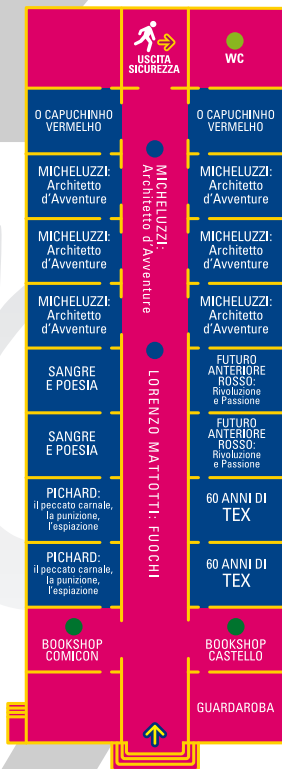 USCITA
SICUREZZA
WC
O CAPUCHINHO
VERMELHO
O CAPUCHINHO
VERMELHO
MICHELUZZI:
Architetto
d'Avventure
MICHELUZZI:
Architetto d'Avventure
MICHELUZZI:
Architetto
d'Avventure
MICHELUZZI:
Architetto
d'Avventure
MICHELUZZI:
Architetto
d'Avventure
MICHELUZZI:
Architetto
d'Avventure
MICHELUZZI:
Architetto
d'Avventure
SANGRE
E POESIA
LORENZO MATTOTTI: FUOCHI
FUTURO
ANTERIORE
ROSSO:
Rivoluzione
e Passione
SANGRE
E POESIA
FUTURO
ANTERIORE
ROSSO:
Rivoluzione
e Passione
PICHARD:
il peccato carnale,
la punizione,
l'espiazione
60 ANNI DI
TEX
PICHARD:
il peccato carnale,
la punizione,
l'espiazione
60 ANNI DI
TEX
BOOKSHOP
COMICON
BOOKSHOP
CASTELLO
GUARDAROBA